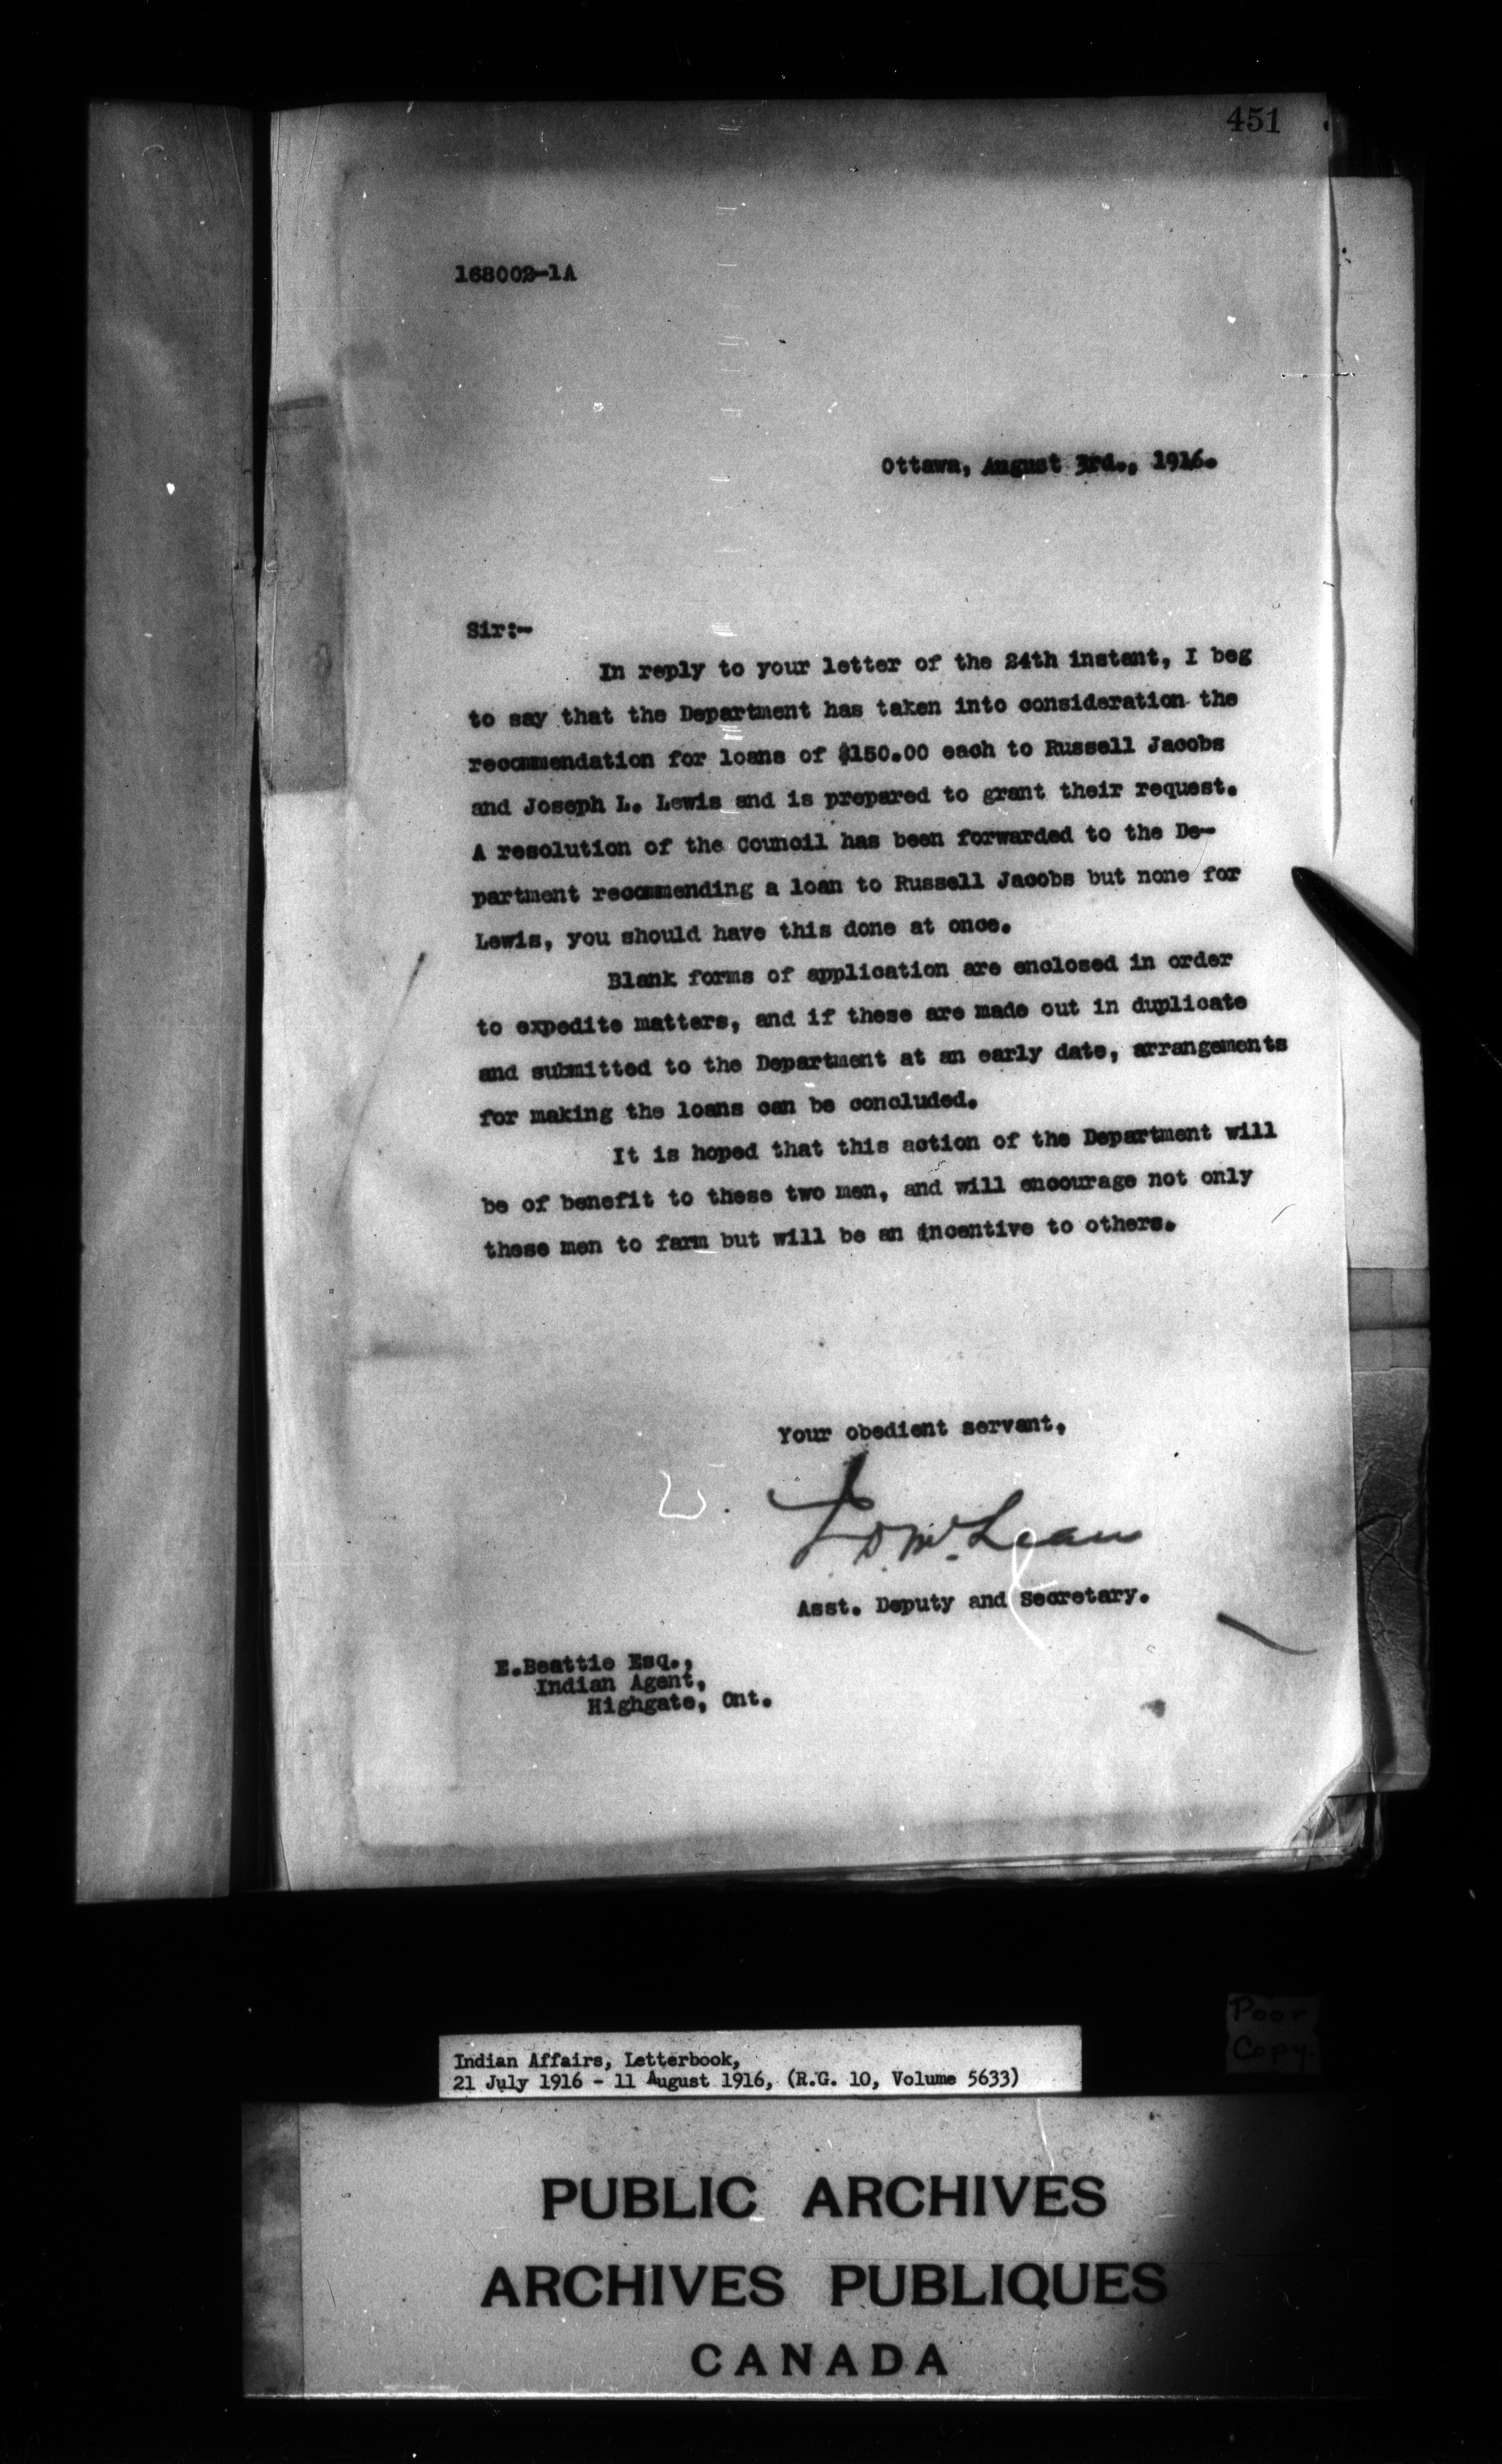 451
168002-1A
Ottawa, August 3rd., 1916.
Sir:-
In reply to your letter of the 24th instant, I beg
to say that the Department has taken into consideration the
recommendation for loans of $150.00 each to Russell Jacobs
and Joseph L. Lewis and is prepared to grant their request.
A resolution of the Council has been forwarded to the De-
partment recommending a loan to Russell Jacobs but none for
Lewis, you should have this done at once.
Blank forms of application are enclosed in order
to expedite matters, and if these are made out in duplicate
and submitted to the Department at an early date, arrangements
for making the loans can be concluded.
It is hoped that this action of the Department will
be of benefit to these two men, and will encourage not only
these men to farm but will be an incentive to others.
Your obedient servant,
J D McLean
Asst. Deputy and Secretary.
E.Beattie Esq.,
Indian Agent,
Highgate, Ont.
Poor
Copy.
Indian Affairs, Letterbook,
21 July 1916 - 11 August 1916, (R.G. 10, Volume 5633)
PUBLIC ARCHIVES
ARCHIVES PUBLIQUES
CANADA